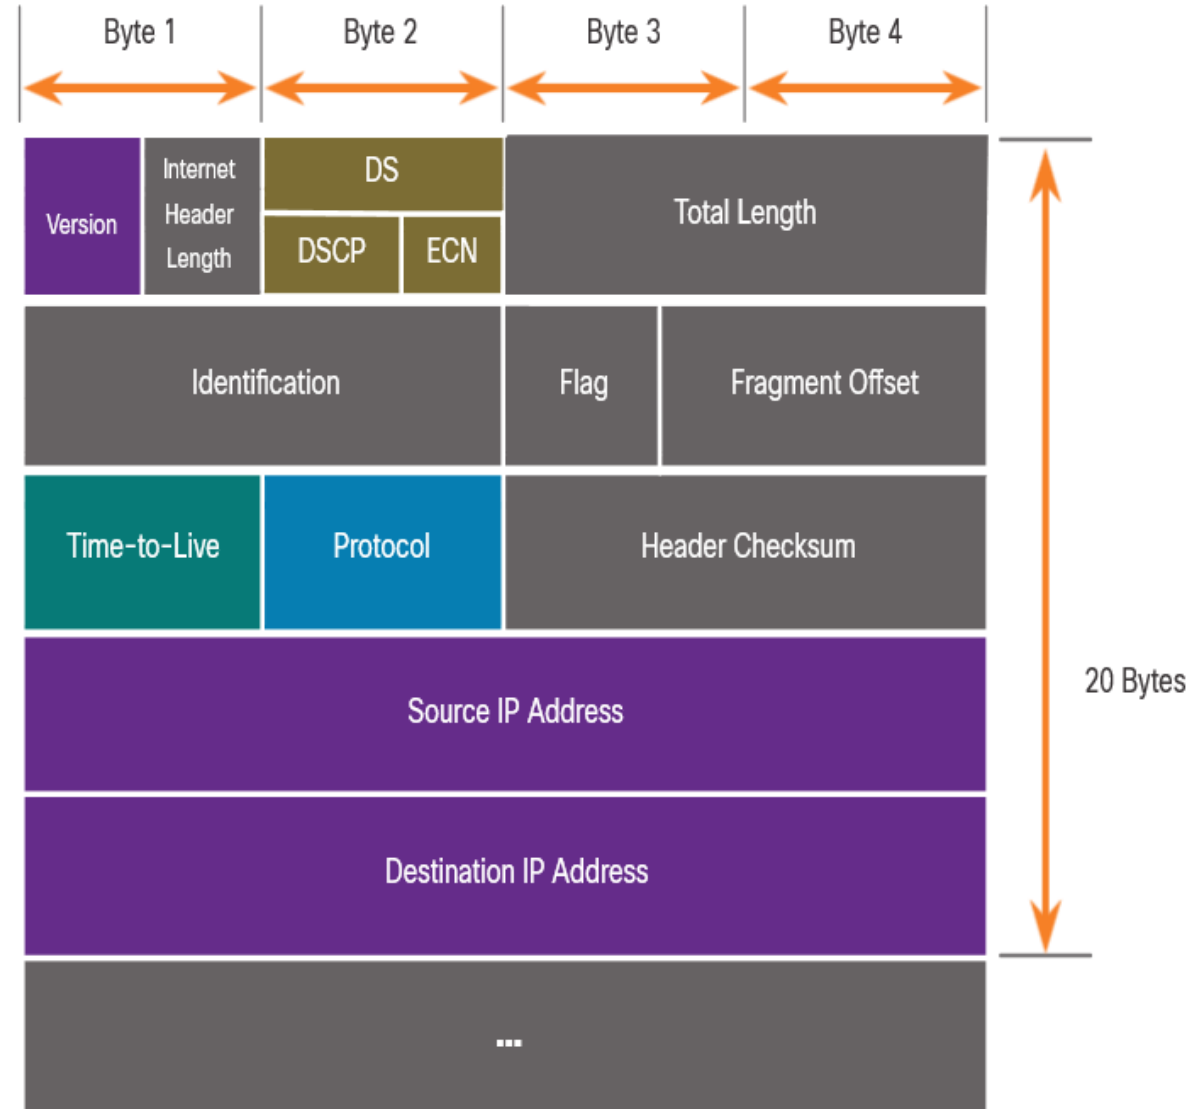 Byte 1
Byte 2
Byte 3
Byte 4
Version
Internet
Header
Length
DS
DSCP
ECN
Total Length
Identification
Flag
Fragment Offset
Time-to-Live
Protocol
Header Checksum
Source IP Address
20 Bytes
Destination IP Address
...